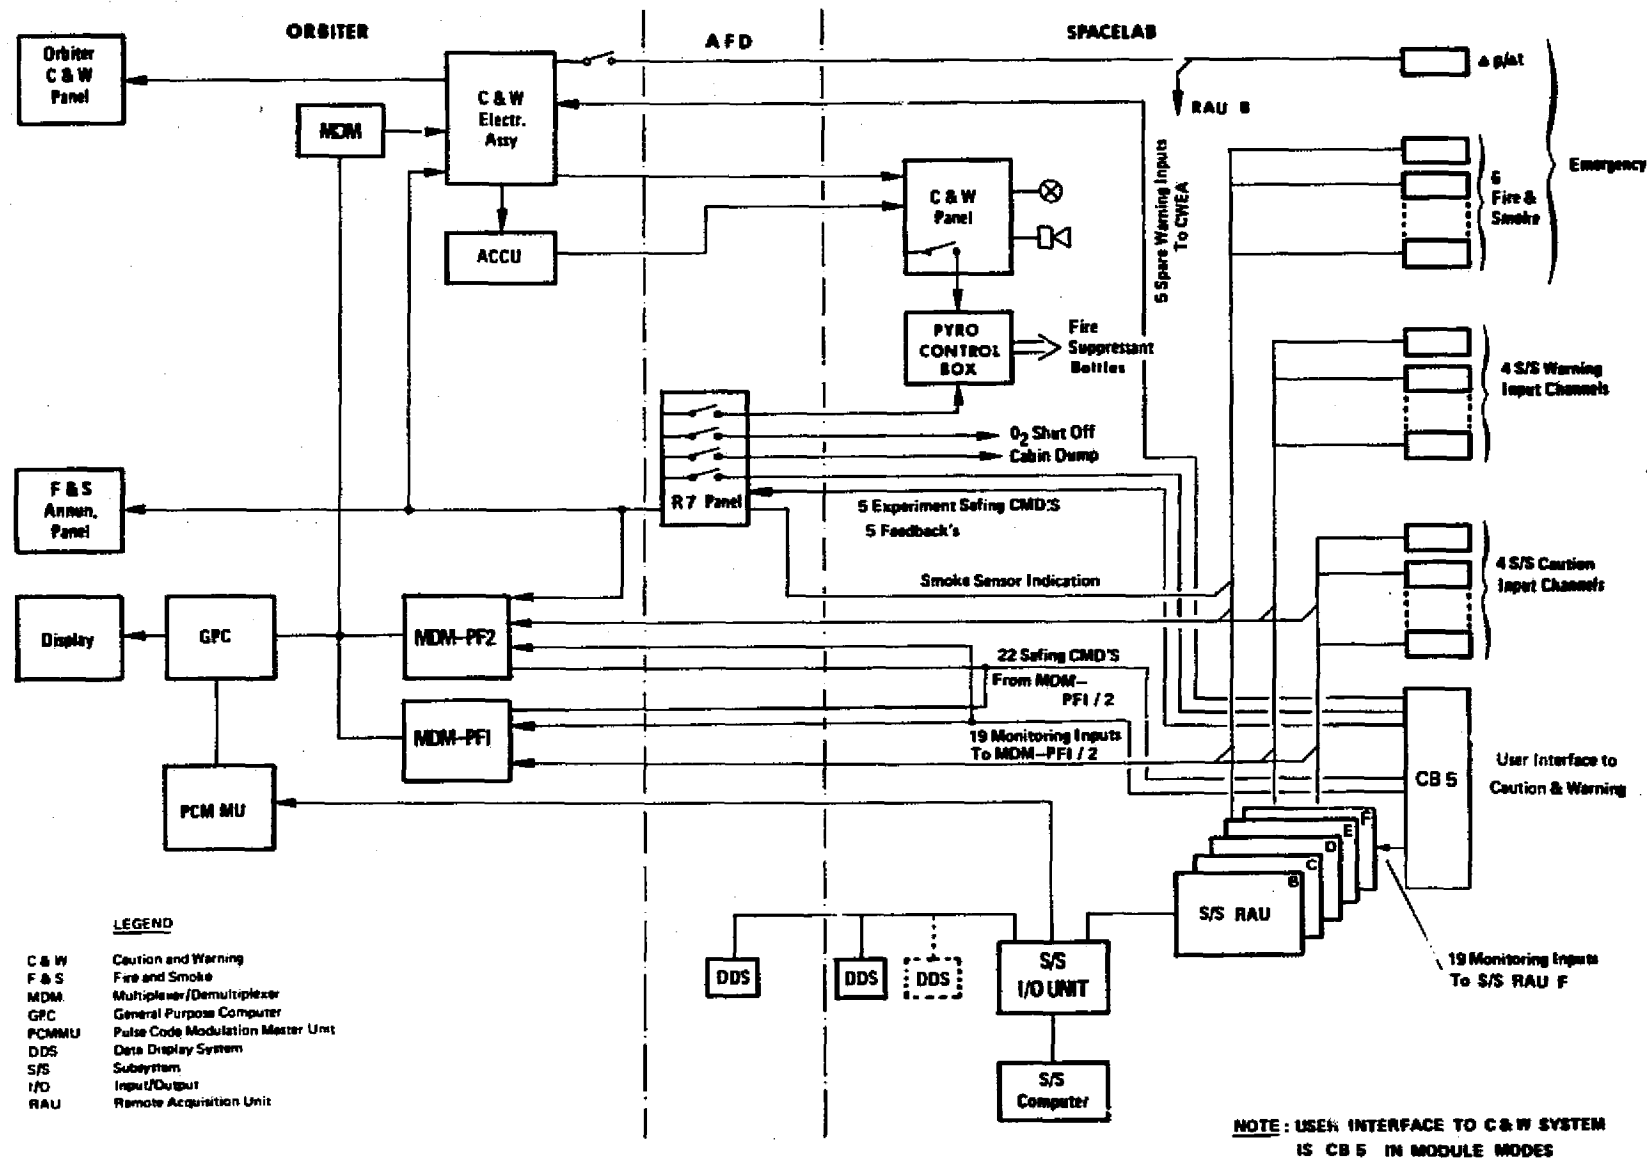 ORBITER
AFD
SPACELAB
Orbiter
C & W
Panel
MDM
C & W
Electr.
Assy
ACCU
C & W
Panel
PYRO
CONTROL
BOX
Fire
Suppressant
Bottles
RAU B
5 Spare Warning Inputs
To CWEA
Δ p/Δt
6
Fire &
Smoke
Emergency
4 S/S Warning
Input Channels
R7 Panel
O2 Shut Off
Cabin Dump
5 Experiment Safing CMD'S
5 Feedback's
Smoke Sensor Indication
F & S
Annun.
Panel
4 S/S Caution
Input Channels
Display
GPC
MDM-PF2
MDM-PF1
22 Safing CMD'S
From MDM-
PFI / 2
19 Monitoring Inputs
To MDM-PFI / 2
PCM MU
CB 5
User Interface to
Caution & Warning
F
E
D
C
B
S/S RAU
19 Monitoring Inputs
To S/S RAU F
DDS
DDS
DDS
S/S
I/O UNIT
S/S
Computer
LEGEND
C & W Caution and Warning
F & S Fire and Smoke
MDM. Multiplexer/Demultiplexer
GPC General Purpose Computer
PCMMU Pulse Code Modulation Master Unit
DDS Data Display System
S/S Subsystem
I/O Input/Output
RAU Remote Acquisition Unit
NOTE : USER INTERFACE TO C & W SYSTEM
IS CB 5 IN MODULE MODES